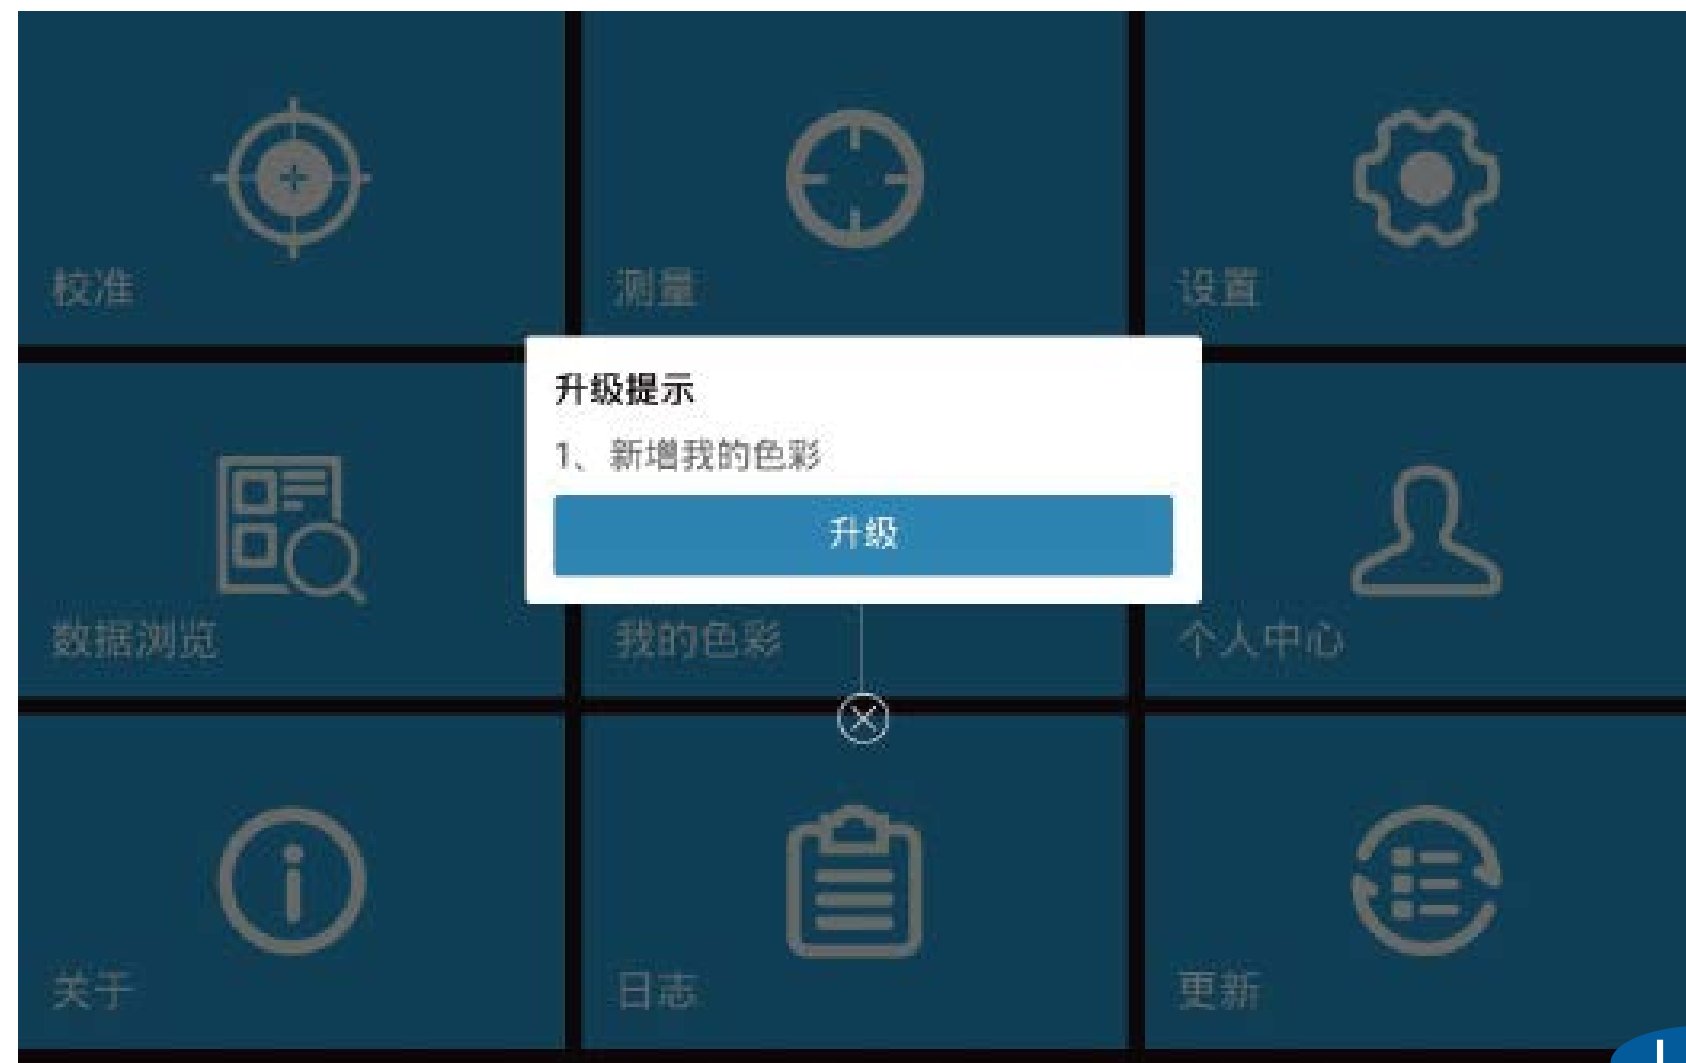 校准
测量
设置
升级提示
1、新增我的色彩
升级
数据浏览
我的色彩
个人中心
关于
日志
更新